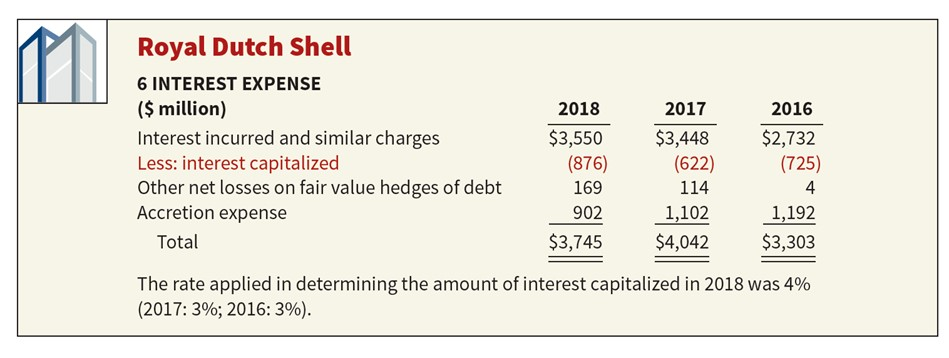 Royal Dutch Shell
6 INTEREST EXPENSE
($ million) 2018 2017 2016
Interest incurred and similar charges $3,550 $3,448 $2,732
Less: interest capitalized (876) (622) (725)
Other net losses on fair value hedges of debt 169 114 4
Accretion expense 902 1,102 1,192
Total $3,745 $4,042 $3,303
The rate applied in determining the amount of interest capitalized in 2018 was 4%
(2017: 3%; 2016: 3%).